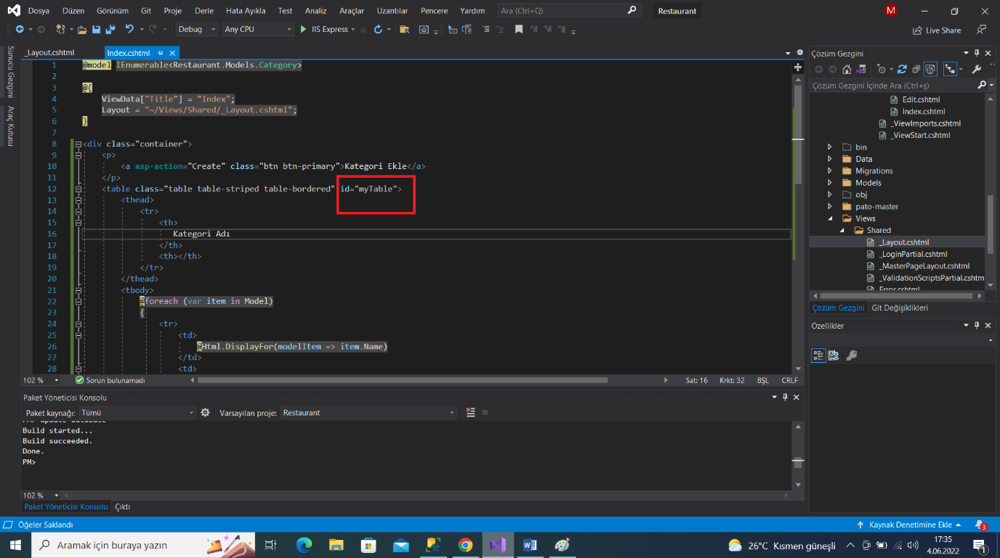 Dosya Düzen Görünüm Git Proje Derle Hata Ayıkla Test Analiz Araçlar Uzantılar Pencere Yardım Ara (Ctrl+Q) Restaurant M
Debug Any CPU IIS Express Live Share
Sunucu Gezgini
Araç Kutusu
_Layout.cshtml Index.cshtml
1 @model IEnumerable<Restaurant.Models.Category>
2
3 @{
4 ViewData["Title"] = "Index";
5 Layout = "~/Views/Shared/_Layout.cshtml";
6 }
7
8 <div class="container">
9 <p>
10 <a asp-action="Create" class="btn btn-primary">Kategori Ekle</a>
11 </p>
12 <table class="table table-striped table-bordered" id="myTable">
13 <thead>
14 <tr>
15 <th>
16 Kategori Adı
17 </th>
18 <th></th>
19 </tr>
20 </thead>
21 <tbody>
22 @foreach (var item in Model)
23 {
24 <tr>
25 <td>
26 @Html.DisplayFor(modelItem => item.Name)
27 </td>
28 <td>
102 % Sorun bulunamadı Sat: 16 Krkt: 32 BŞL CRLF
Paket Yöneticisi Konsolu
Paket kaynağı: Tümü Varsayılan proje: Restaurant
PM> update-database
Build started...
Build succeeded.
Done.
PM>
102 %
Paket Yöneticisi Konsolu Çıktı
Çözüm Gezgini
Çözüm Gezgini İçinde Ara (Ctrl+ş)
Edit.cshtml
Index.cshtml
_ViewImports.cshtml
_ViewStart.cshtml
bin
Data
Migrations
Models
obj
pato-master
Views
Shared
_Layout.cshtml
_LoginPartial.cshtml
_MasterPageLayout.cshtml
_ValidationScriptsPartial.cshtm
Error.cshtml
Çözüm Gezgini Git Değişiklikleri
Özellikler
Öğeler Saklandı Kaynak Denetimine Ekle 3
Aramak için buraya yazın 26°C Kısmen güneşli 17:35
4.06.2022 1